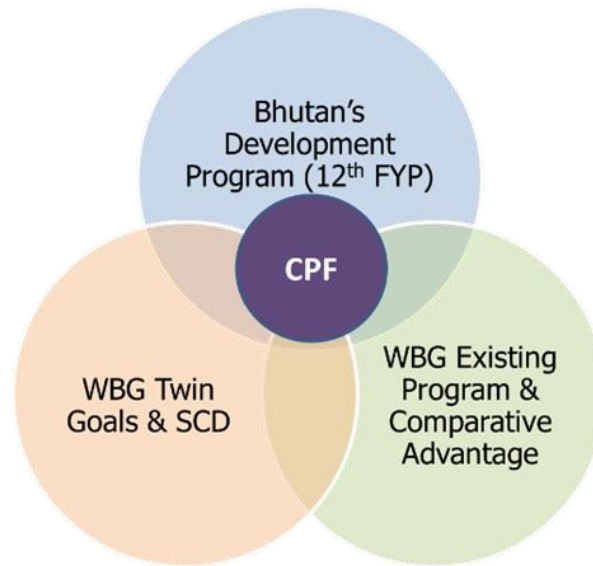 Bhutan's
Development
Program (12th FYP)
CPF
WBG Twin
Goals & SCD
WBG Existing
Program &
Comparative
Advantage